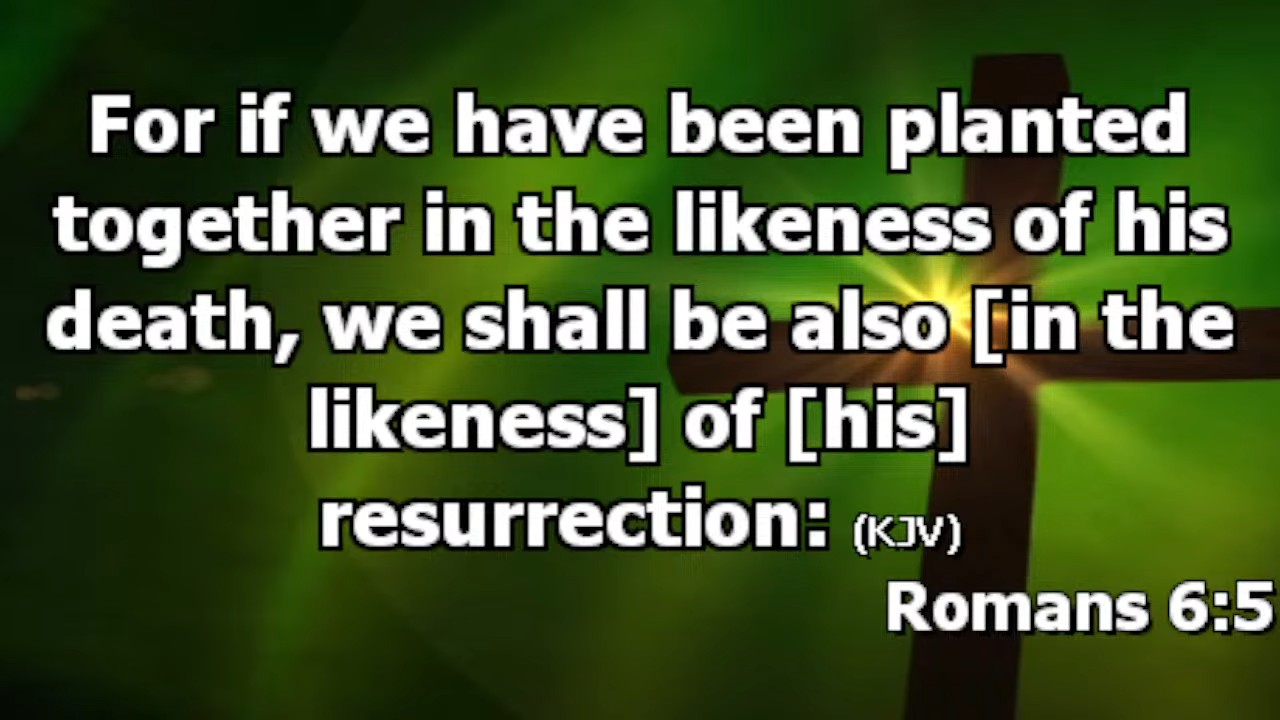 For if we have been planted
together in the likeness of his
death, we shall be also [in the
likeness] of [his]
resurrection: (KJV)
Romans 6:5